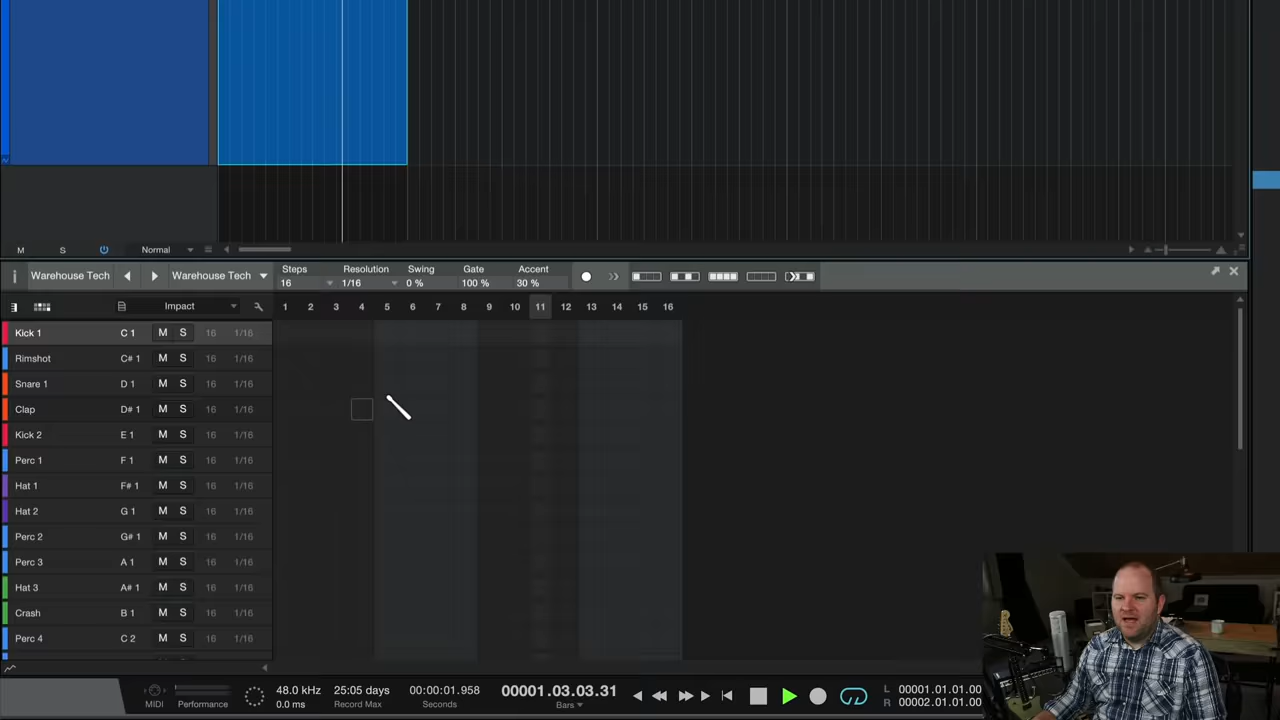 M S Normal
Warehouse Tech Warehouse Tech Steps Resolution Swing Gate Accent
16 1/16 0 % 100 % 30 %
Impact 1 2 3 4 5 6 7 8 9 10 11 12 13 14 15 16
Kick 1 C 1 M S 16 1/16
Rimshot C# 1 M S 16 1/16
Snare 1 D 1 M S 16 1/16
Clap D# 1 M S 16 1/16
Kick 2 E 1 M S 16 1/16
Perc 1 F 1 M S 16 1/16
Hat 1 F# 1 M S 16 1/16
Hat 2 G 1 M S 16 1/16
Perc 2 G# 1 M S 16 1/16
Perc 3 A 1 M S 16 1/16
Hat 3 A# 1 M S 16 1/16
Crash B 1 M S 16 1/16
Perc 4 C 2 M S 16 1/16
48.0 kHz 25:05 days 00:00:01.958 00001.03.03.31 L 00001.01.01.00
MIDI Performance 0.0 ms Record Max Seconds Bars R 00002.01.01.00